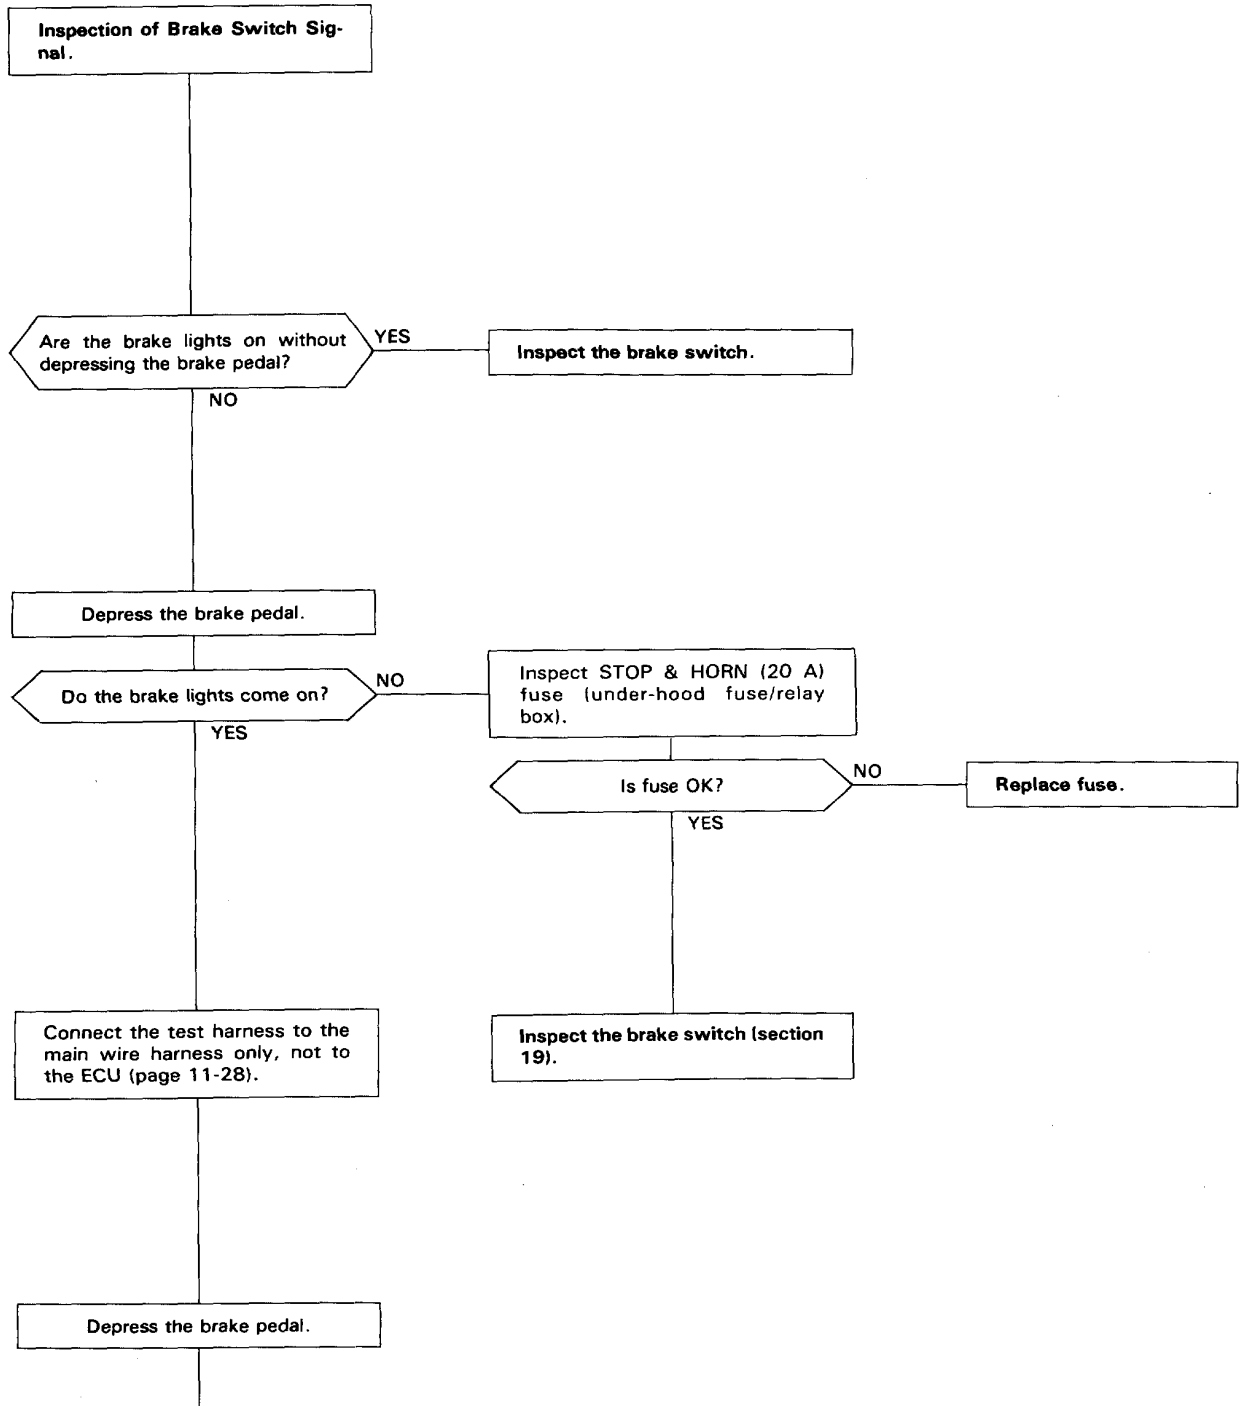 Inspection of Brake Switch Sig-
nal.
Are the brake lights on without
depressing the brake pedal?
YES
Inspect the brake switch.
NO
Depress the brake pedal.
Do the brake lights come on?
NO
Inspect STOP & HORN (20 A)
fuse (under-hood fuse/relay
box).
YES
Is fuse OK?
NO
Replace fuse.
YES
Connect the test harness to the
main wire harness only, not to
the ECU (page 11-28).
Inspect the brake switch (section
19).
Depress the brake pedal.